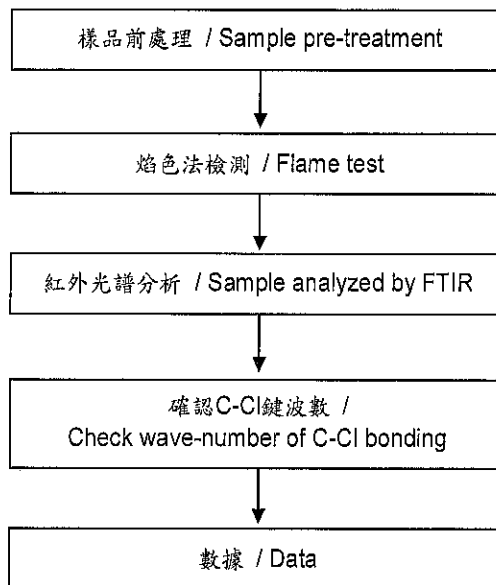 樣品前處理 / Sample pre-treatment
焰色法檢測 / Flame test
紅外光譜分析 / Sample analyzed by FTIR
確認C-Cl鍵波數 /
Check wave-number of C-Cl bonding
數據 / Data